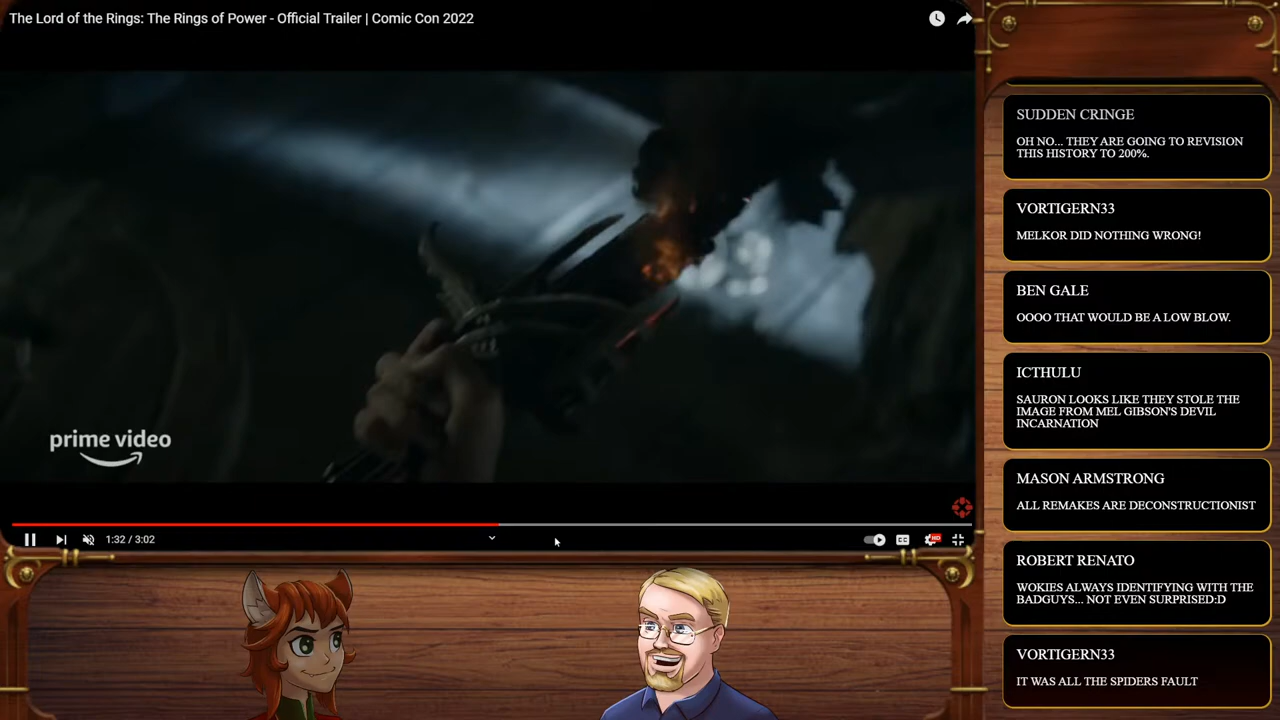 The Lord of the Rings: The Rings of Power - Official Trailer | Comic Con 2022
prime video
1:32 / 3:02
CC
HD
SUDDEN CRINGE
OH NO... THEY ARE GOING TO REVISION
THIS HISTORY TO 200%.
VORTIGERN33
MELKOR DID NOTHING WRONG!
BEN GALE
OOOO THAT WOULD BE A LOW BLOW.
ICTHULU
SAURON LOOKS LIKE THEY STOLE THE
IMAGE FROM MEL GIBSON'S DEVIL
INCARNATION
MASON ARMSTRONG
ALL REMAKES ARE DECONSTRUCTIONIST
ROBERT RENATO
WOKIES ALWAYS IDENTIFYING WITH THE
BADGUYS... NOT EVEN SURPRISED:D
VORTIGERN33
IT WAS ALL THE SPIDERS FAULT